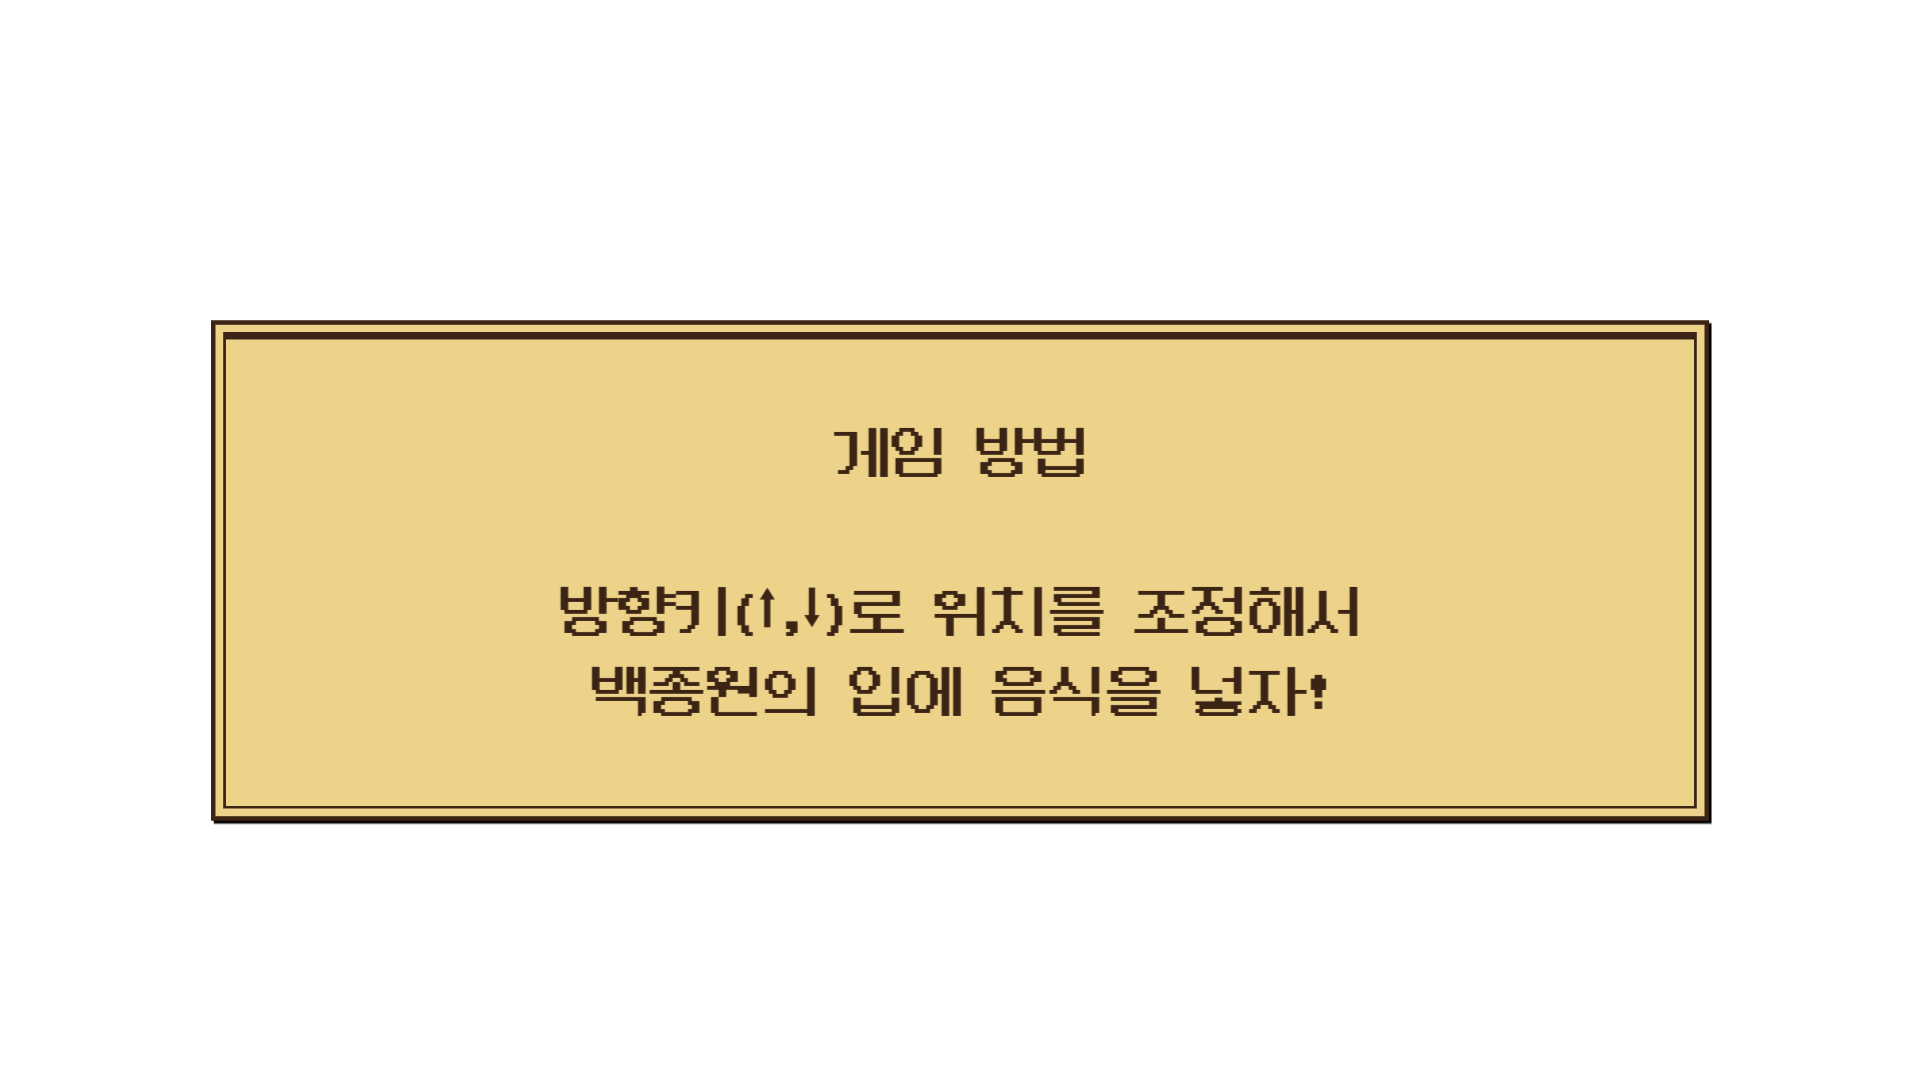 게임 방법
방향키(↑,↓)로 위치를 조정해서
백종원의 입에 음식을 넣자!